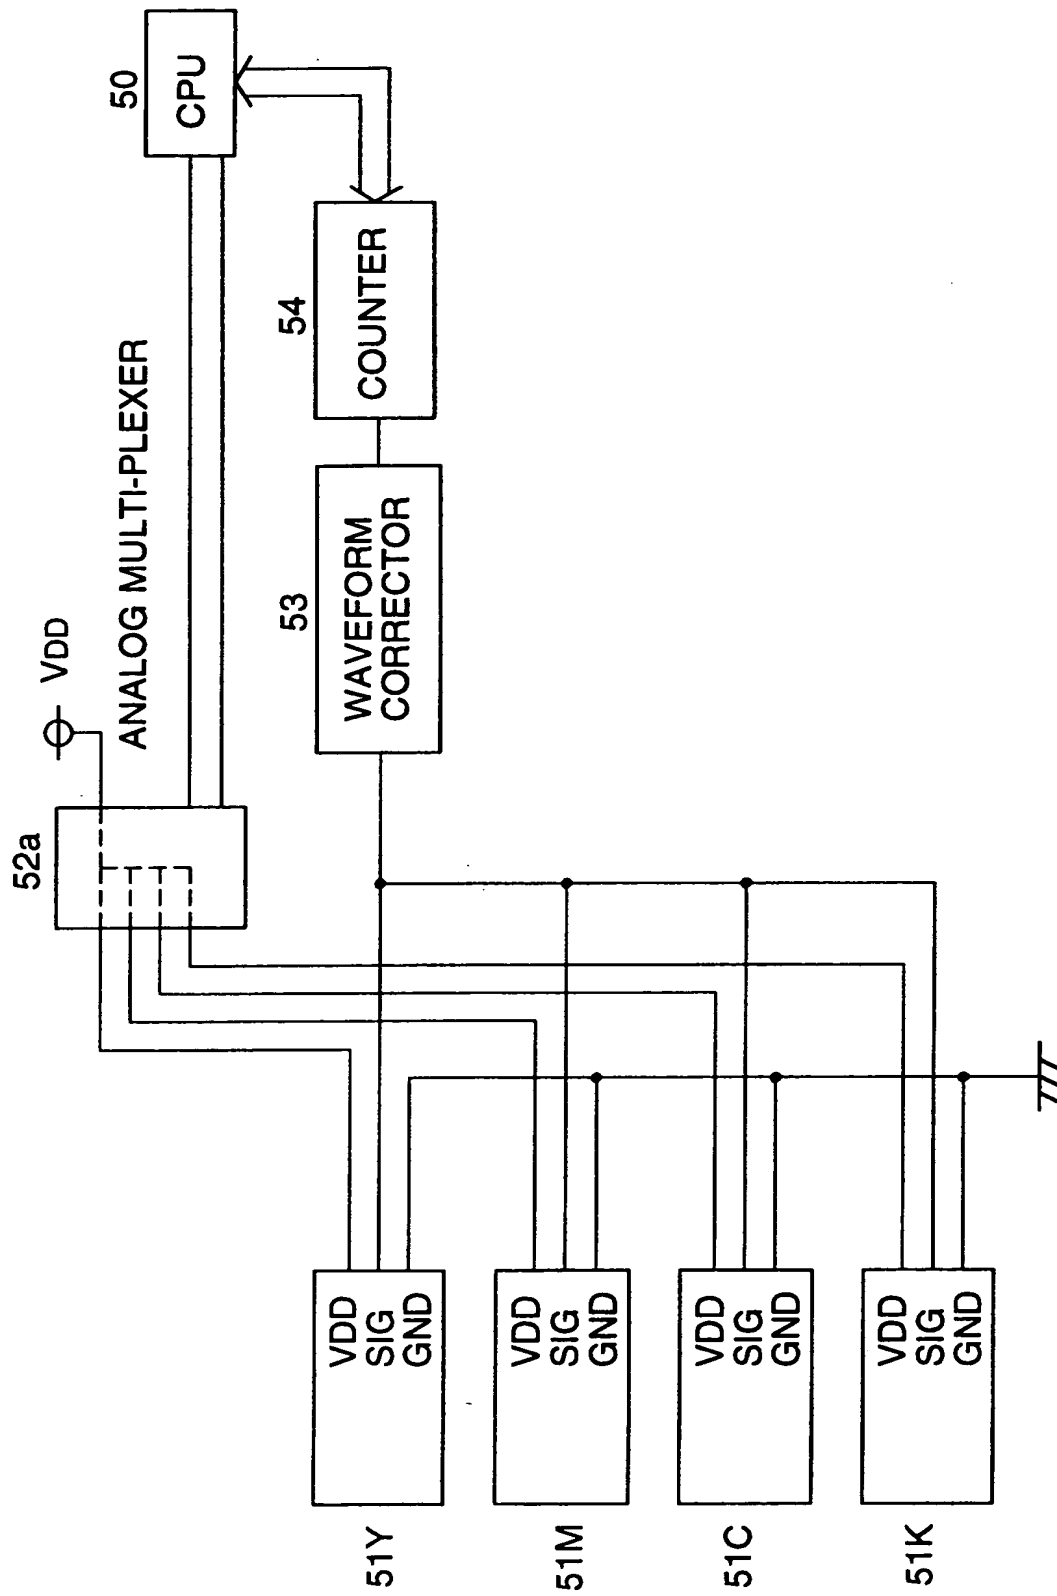 50
CPU
ANALOG MULTI-PLEXER
VDD
52a
54
COUNTER
53
WAVEFORM
CORRECTOR
51Y
VDD
SIG
GND
51M
VDD
SIG
GND
51C
VDD
SIG
GND
51K
VDD
SIG
GND